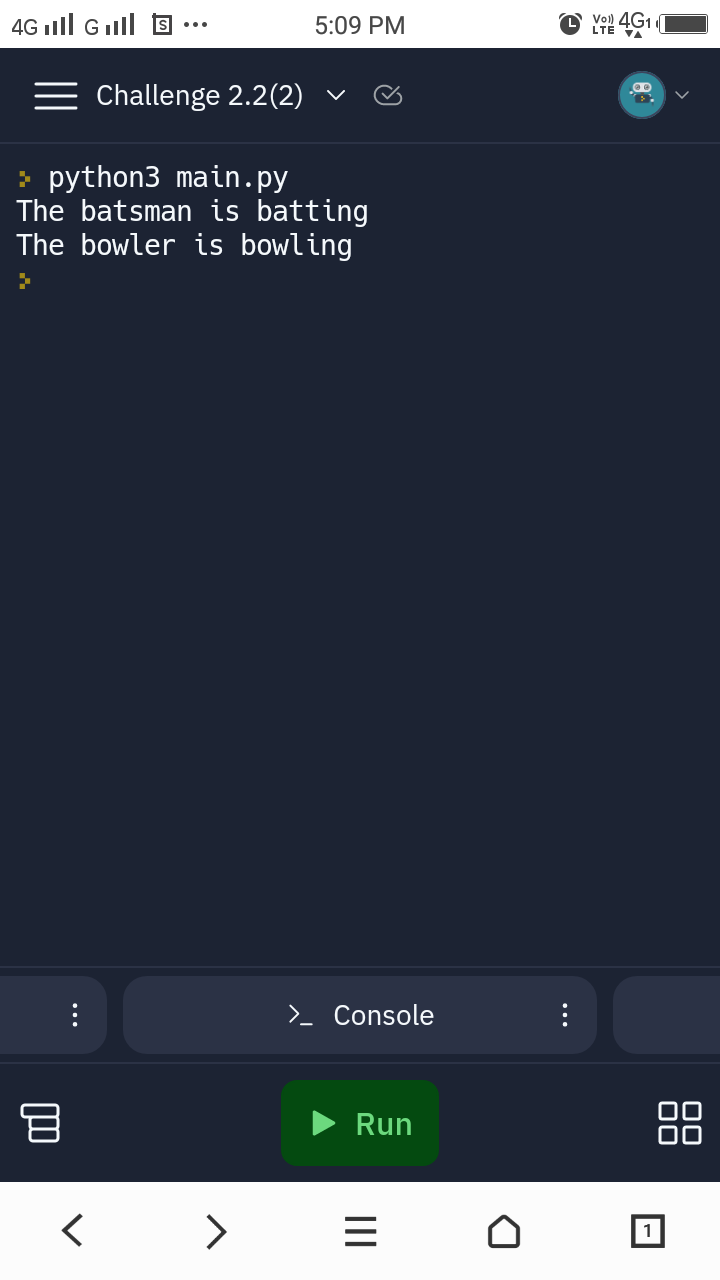 4G G S 5:09 PM Vo)) LTE 4G1
Challenge 2.2(2)
python3 main.py
The batsman is batting
The bowler is bowling
>_ Console
Run
1